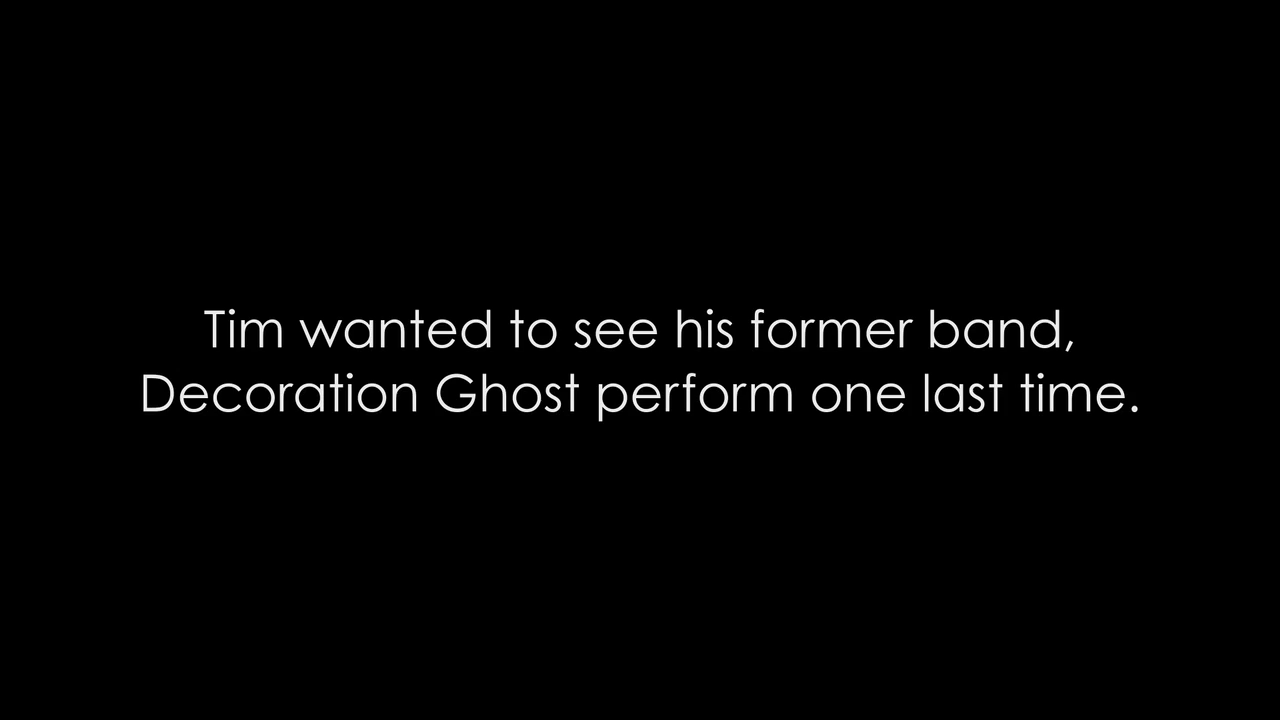 Tim wanted to see his former band,
Decoration Ghost perform one last time.